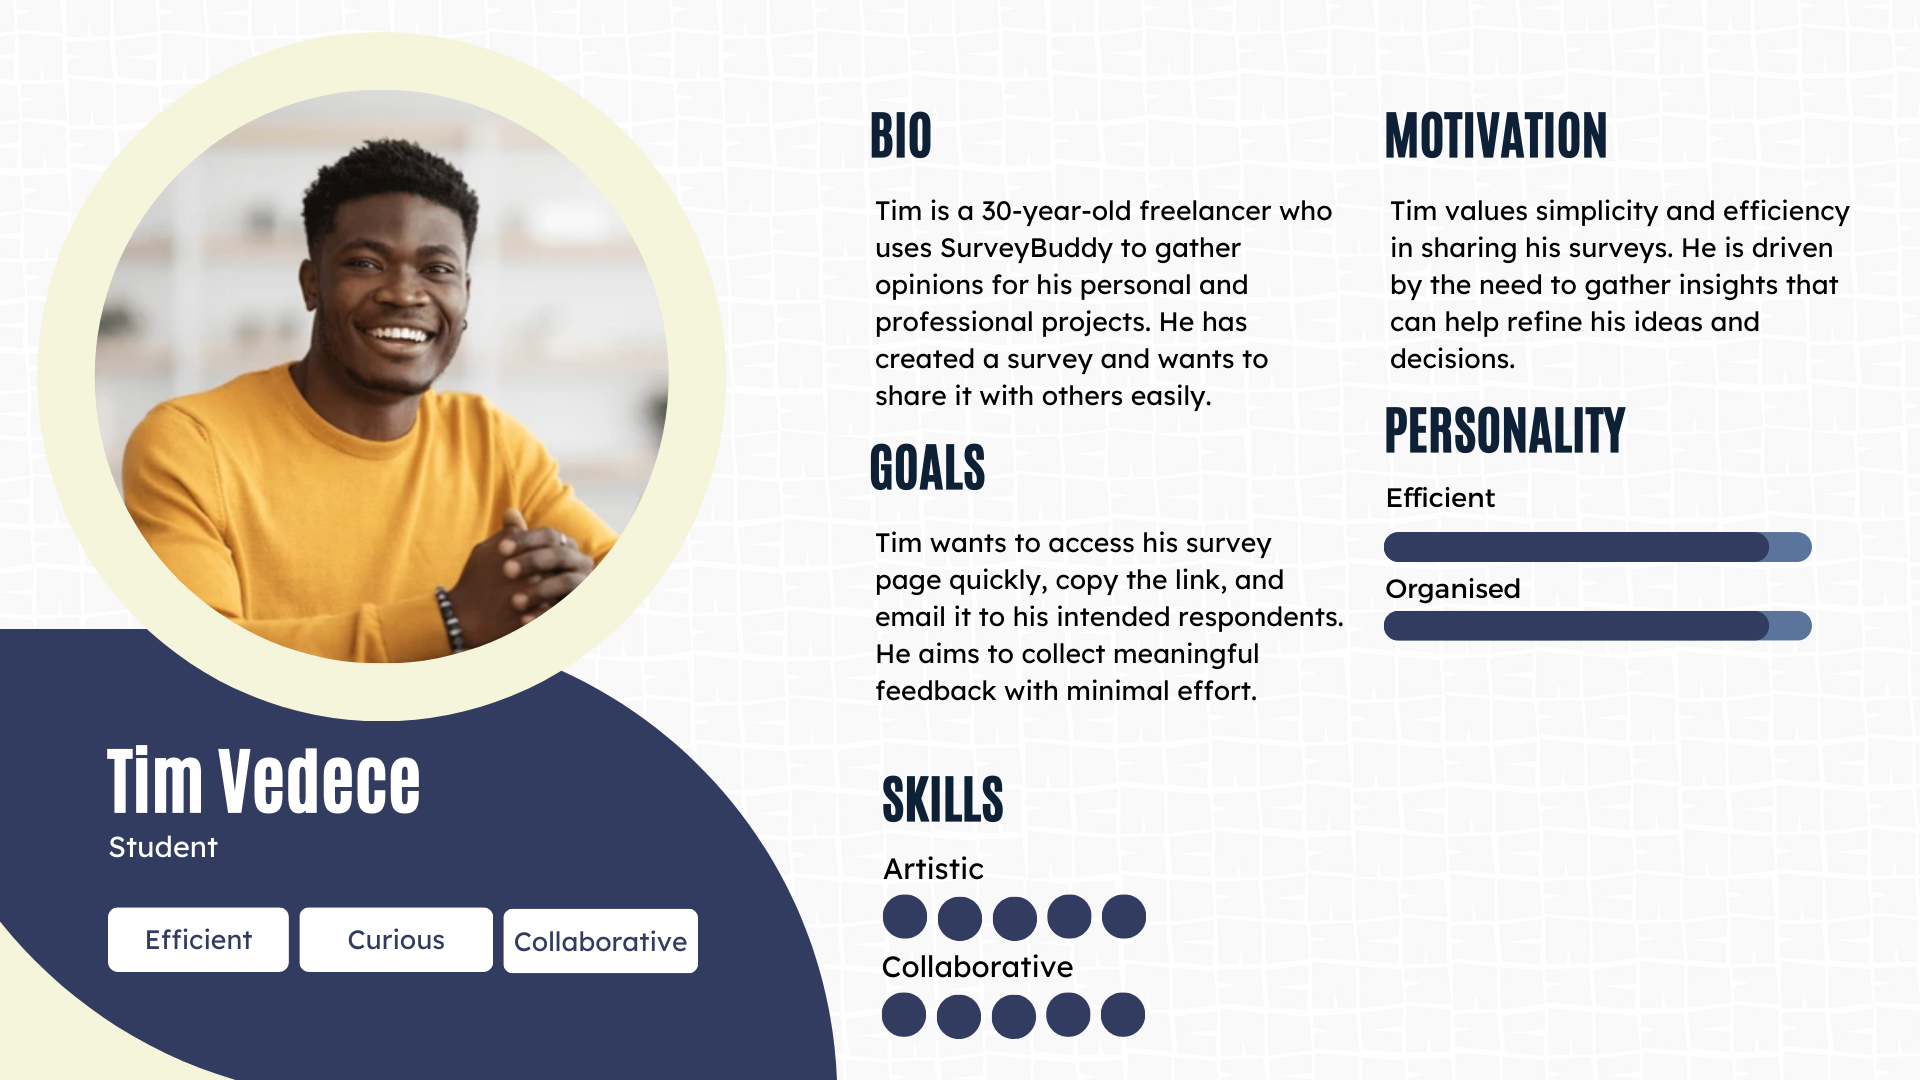 Tim Vedece
Student
Efficient
Curious
Collaborative
BIO
Tim is a 30-year-old freelancer who
uses SurveyBuddy to gather
opinions for his personal and
professional projects. He has
created a survey and wants to
share it with others easily.
GOALS
Tim wants to access his survey
page quickly, copy the link, and
email it to his intended respondents.
He aims to collect meaningful
feedback with minimal effort.
SKILLS
Artistic
Collaborative
MOTIVATION
Tim values simplicity and efficiency
in sharing his surveys. He is driven
by the need to gather insights that
can help refine his ideas and
decisions.
PERSONALITY
Efficient
Organised